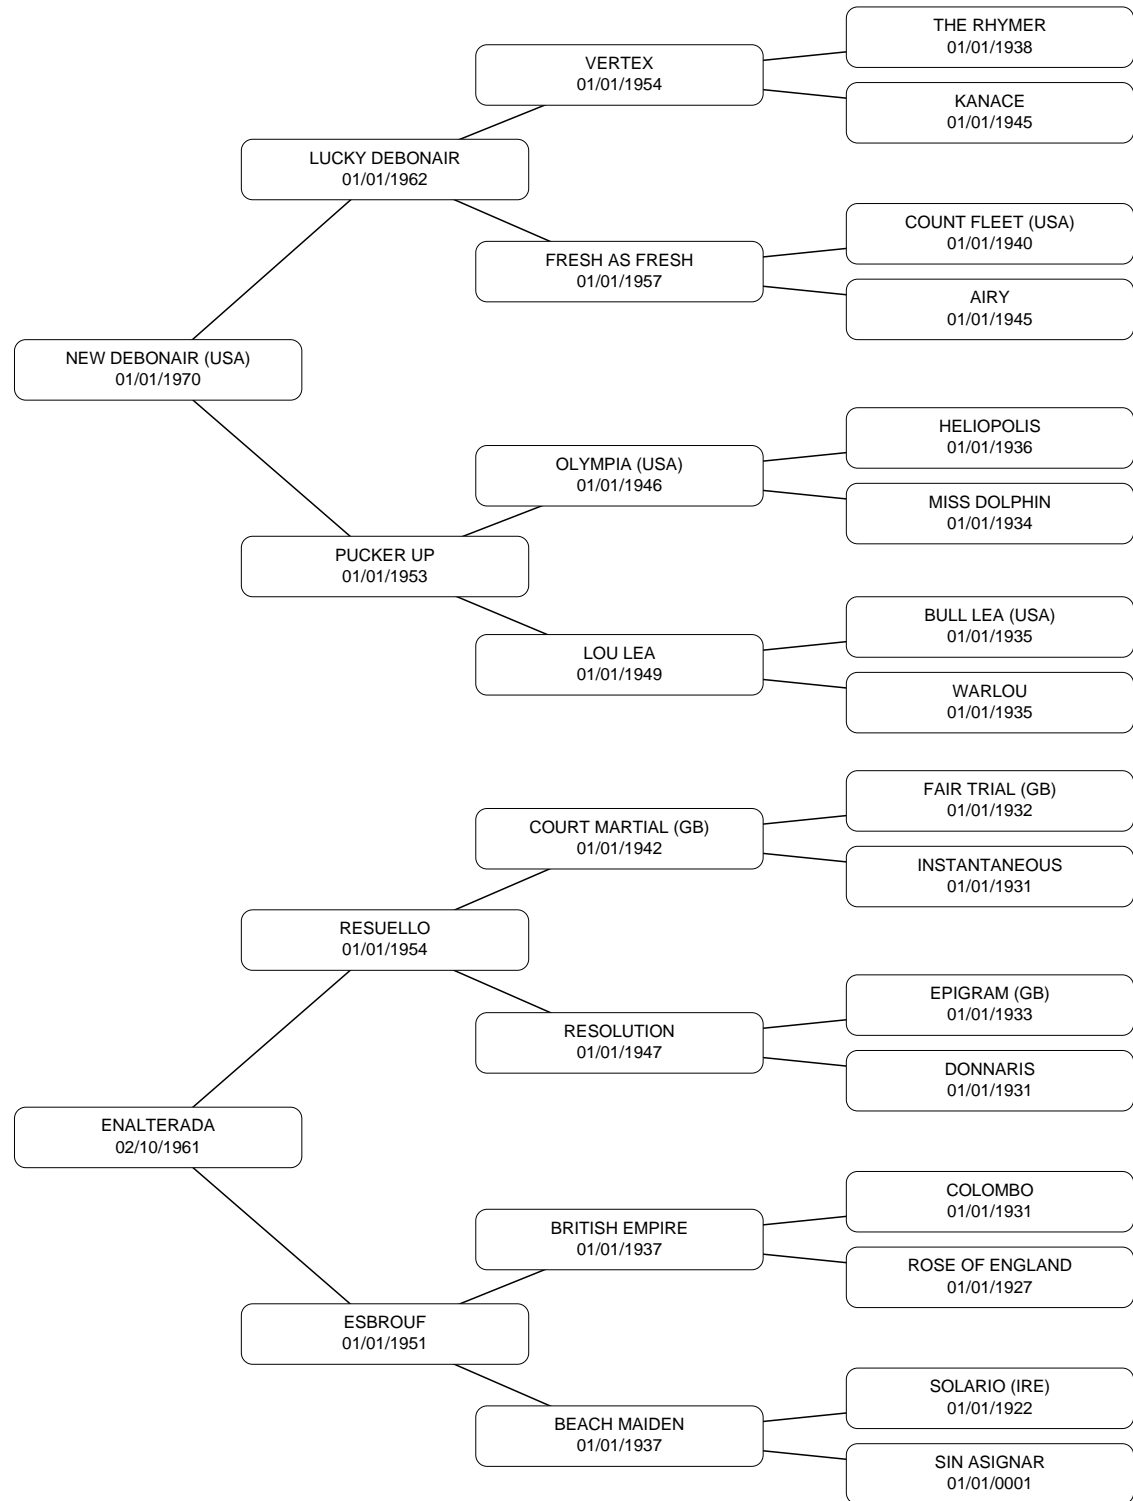 THE RHYMER
01/01/1938
VERTEX
01/01/1954
KANACE
01/01/1945
LUCKY DEBONAIR
01/01/1962
COUNT FLEET (USA)
01/01/1940
FRESH AS FRESH
01/01/1957
AIRY
01/01/1945
NEW DEBONAIR (USA)
01/01/1970
HELIOPOLIS
01/01/1936
OLYMPIA (USA)
01/01/1946
MISS DOLPHIN
01/01/1934
PUCKER UP
01/01/1953
BULL LEA (USA)
01/01/1935
LOU LEA
01/01/1949
WARLOU
01/01/1935
FAIR TRIAL (GB)
01/01/1932
COURT MARTIAL (GB)
01/01/1942
INSTANTANEOUS
01/01/1931
RESUELLO
01/01/1954
EPIGRAM (GB)
01/01/1933
RESOLUTION
01/01/1947
DONNARIS
01/01/1931
ENALTERADA
02/10/1961
COLOMBO
01/01/1931
BRITISH EMPIRE
01/01/1937
ROSE OF ENGLAND
01/01/1927
ESBROUF
01/01/1951
SOLARIO (IRE)
01/01/1922
BEACH MAIDEN
01/01/1937
SIN ASIGNAR
01/01/0001